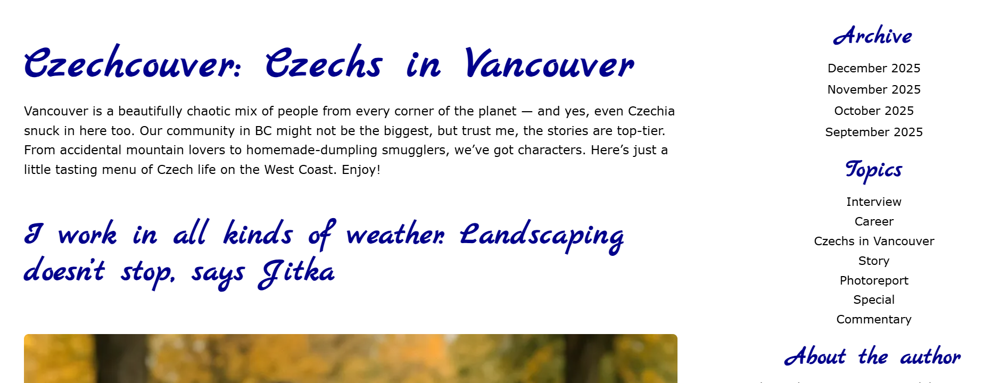 Czechcouver: Czechs in Vancouver
Vancouver is a beautifully chaotic mix of people from every corner of the planet — and yes, even Czechia
snuck in here too. Our community in BC might not be the biggest, but trust me, the stories are top-tier.
From accidental mountain lovers to homemade-dumpling smugglers, we’ve got characters. Here’s just a
little tasting menu of Czech life on the West Coast. Enjoy!
I work in all kinds of weather. Landscaping
doesn’t stop, says Jitka
Archive
December 2025
November 2025
October 2025
September 2025
Topics
Interview
Career
Czechs in Vancouver
Story
Photoreport
Special
Commentary
About the author